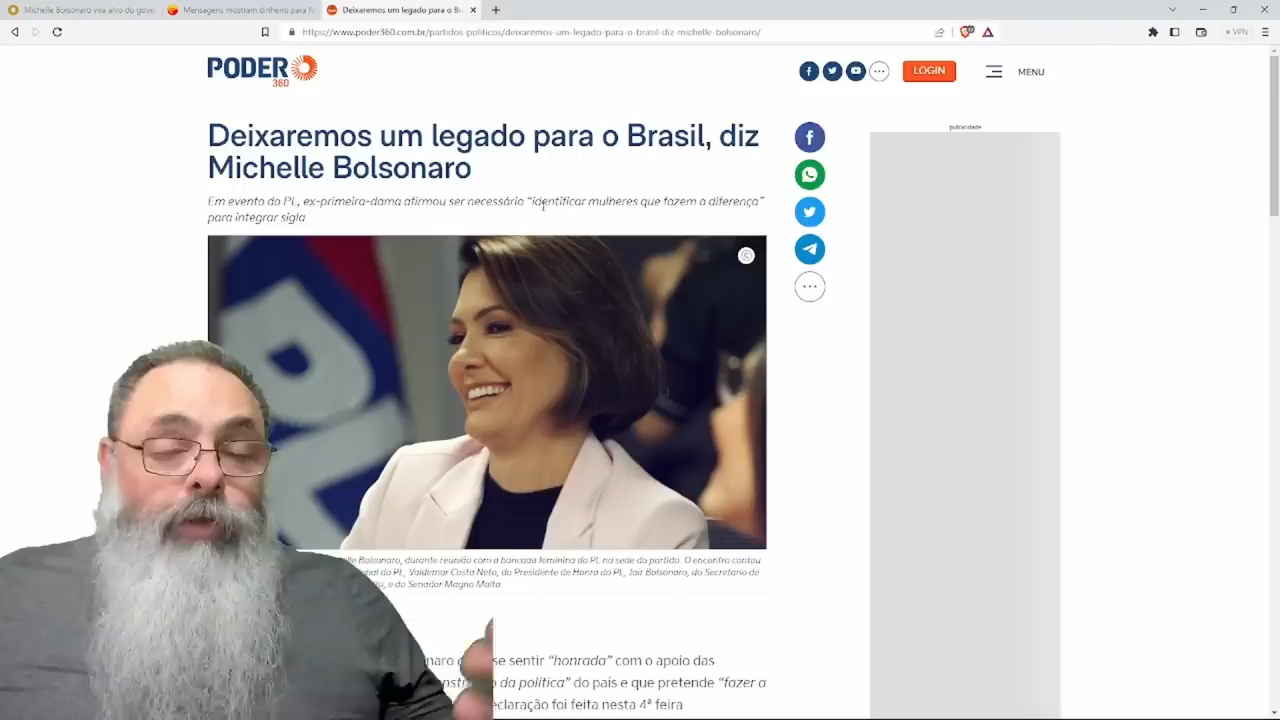 Michelle Bolsonaro vira alvo do gove
Mensagens mostram dinheiro para M
Deixaremos um legado para o Br
https://www.poder360.com.br/partidos-politicos/deixaremos-um-legado-para-o-brasil-diz-michelle-bolsonaro/
VPN
PODER
360
LOGIN
MENU
publicidade
Deixaremos um legado para o Brasil, diz
Michelle Bolsonaro
Em evento do PL, ex-primeira-dama afirmou ser necessário “identificar mulheres que fazem a diferença”
para integrar sigla
PL
lle Bolsonaro, durante reunião com a bancada feminina do PL na sede do partido. O encontro contou
onal do PL, Valdemar Costa Neto, do Presidente de Honra do PL, Jair Bolsonaro, do Secretario de
e do Senador Magno Malta
naro se sentir “honrada” com o apoio das
da política” do país e que pretende “fazer a
eclaração foi feita nesta 4ª feira